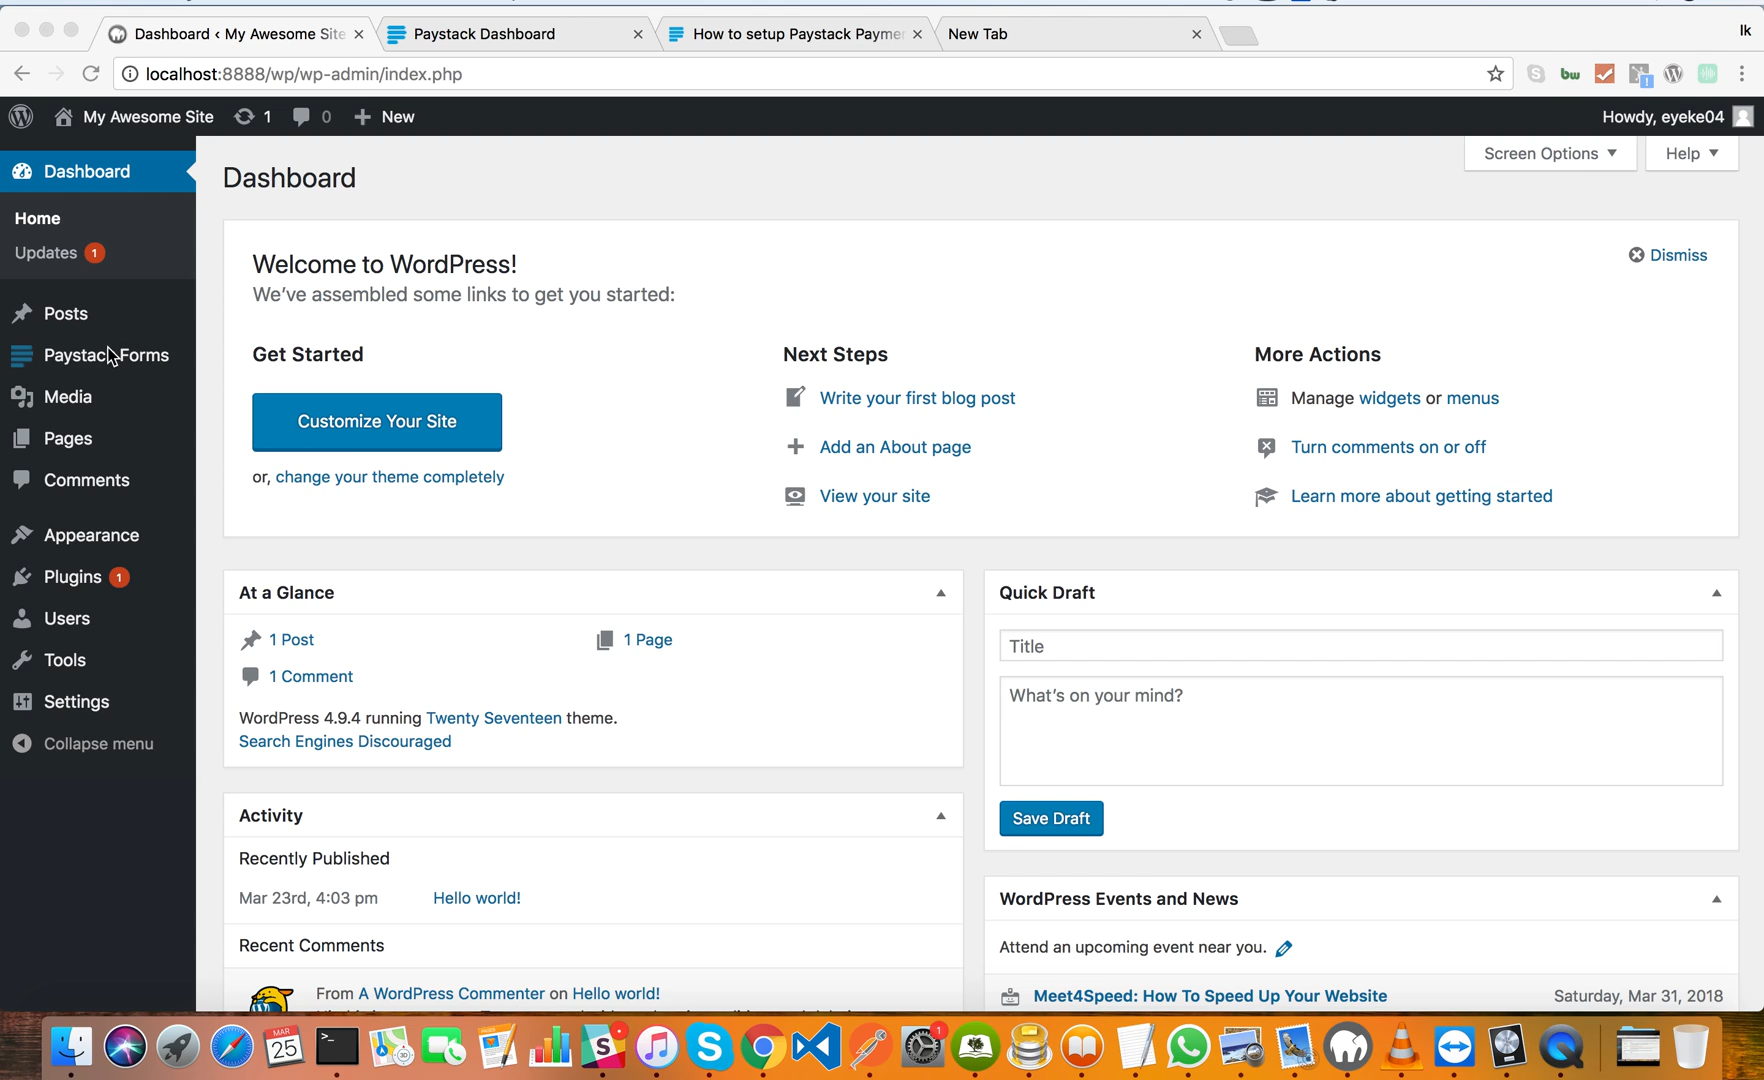 Dashboard ‹ My Awesome Site
Paystack Dashboard
How to setup Paystack Payme
New Tab
Ik
localhost:8888/wp/wp-admin/index.php
bw
My Awesome Site
1
0
New
Howdy, eyeke04
Dashboard
Home
Updates 1
Posts
Paystack Forms
Media
Pages
Comments
Appearance
Plugins 1
Users
Tools
Settings
Collapse menu
Screen Options
Help
Dashboard
Welcome to WordPress!
We've assembled some links to get you started:
Dismiss
Get Started
Customize Your Site
or, change your theme completely
Next Steps
Write your first blog post
Add an About page
View your site
More Actions
Manage widgets or menus
Turn comments on or off
Learn more about getting started
At a Glance
1 Post
1 Page
1 Comment
WordPress 4.9.4 running Twenty Seventeen theme.
Search Engines Discouraged
Activity
Recently Published
Mar 23rd, 4:03 pm
Hello world!
Recent Comments
From A WordPress Commenter on Hello world!
Quick Draft
Title
What's on your mind?
Save Draft
WordPress Events and News
Attend an upcoming event near you.
Meet4Speed: How To Speed Up Your Website
Saturday, Mar 31, 2018
MAR
25
PAGES
3D
1